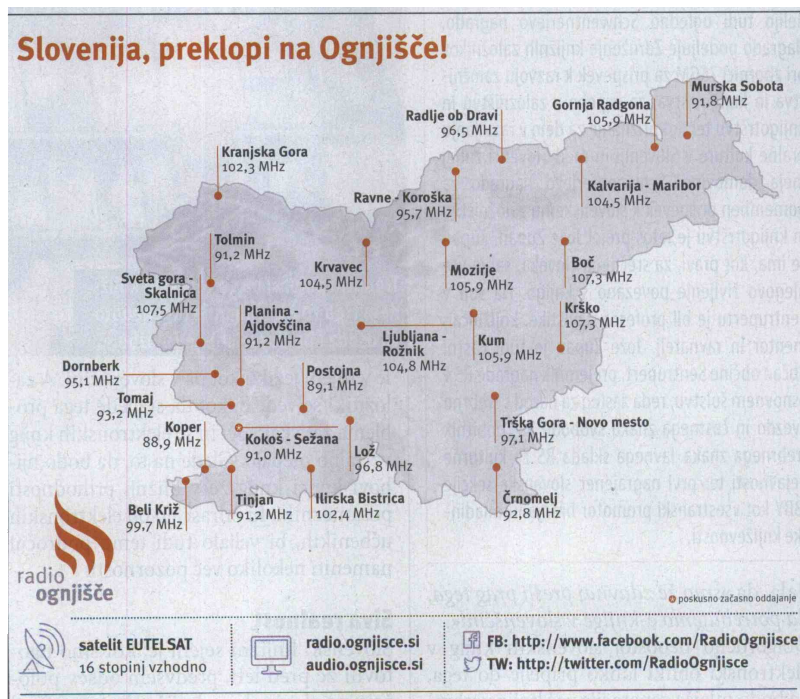 Slovenija, preklopi na Ognjišče!
Murska Sobota
91,8 MHz
Gornja Radgona
105,9 MHz
Radlje ob Dravi
96,5 MHz
Kranjska Gora
102,3 MHz
Kalvarija - Maribor
104,5 MHz
Ravne - Koroška
95,7 MHz
Tolmin
91,2 MHz
Krvavec
104,5 MHz
Mozirje
105,9 MHz
Boč
107,3 MHz
Sveta gora -
Skalnica
107,5 MHz
Planina -
Ajdovščina
91,2 MHz
Krško
107,3 MHz
Ljubljana -
Rožnik
104,8 MHz
Kum
105,9 MHz
Dornberk
95,1 MHz
Postojna
89,1 MHz
Tomaj
93,2 MHz
Koper
88,9 MHz
Kokoš - Sežana
91,0 MHz
Lož
96,8 MHz
Trška Gora - Novo mesto
97,1 MHz
Beli Križ
99,7 MHz
Tinjan
91,2 MHz
Ilirska Bistrica
102,4 MHz
Črnomelj
92,8 MHz
radio
ognjišče
poskusno začasno oddajanje
satelit EUTELSAT
16 stopinj vzhodno
radio.ognjisce.si
audio.ognjisce.si
FB: http://www.facebook.com/RadioOgnjisce
TW: http://twitter.com/RadioOgnjisce